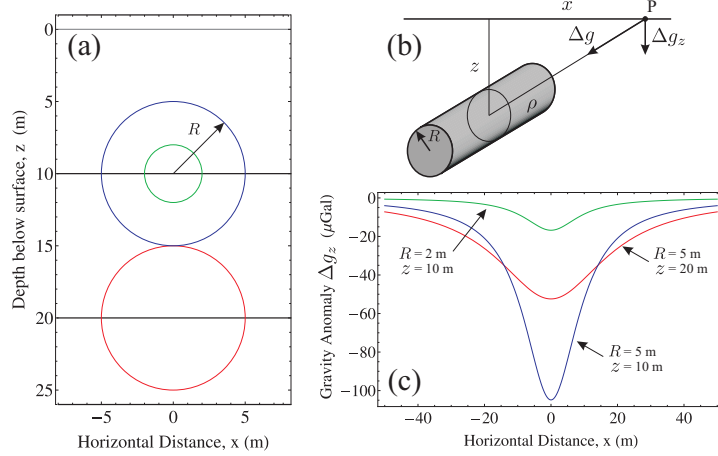 (a)
0
5
10
15
20
25
Depth below surface, z (m)
R
−5
0
5
Horizontal Distance, x (m)
(b)
x
P
Δg
Δg_z
z
ρ
R
(c)
0
−20
−40
−60
−80
−100
Gravity Anomaly Δg_z (μGal)
R = 2 m
z = 10 m
R = 5 m
z = 20 m
R = 5 m
z = 10 m
−40
−20
0
20
40
Horizontal Distance, x (m)